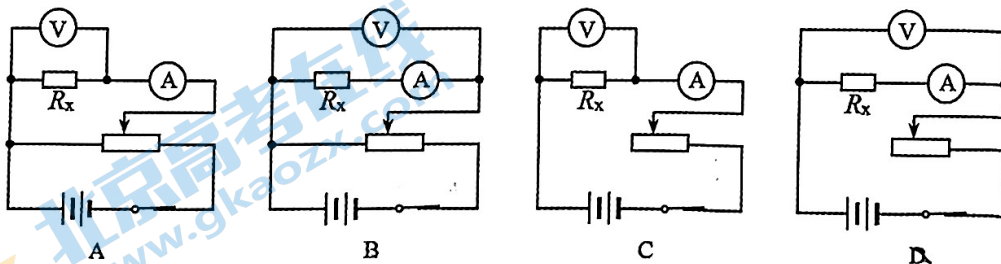 V V V V
A A A A
Rx Rx Rx Rx
A B C D
北京高考在线
www.gkaozx.com